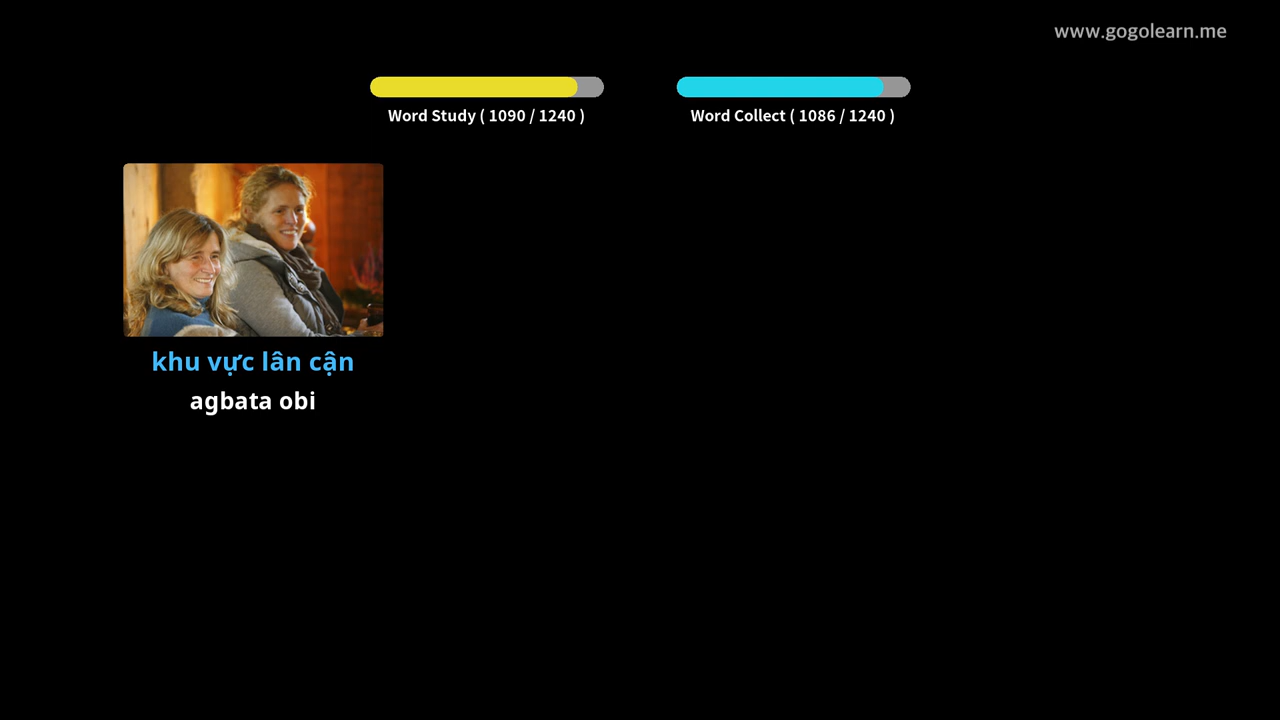 www.gogolearn.me
Word Study ( 1090 / 1240 )
Word Collect ( 1086 / 1240 )
khu vực lân cận
agbata obi